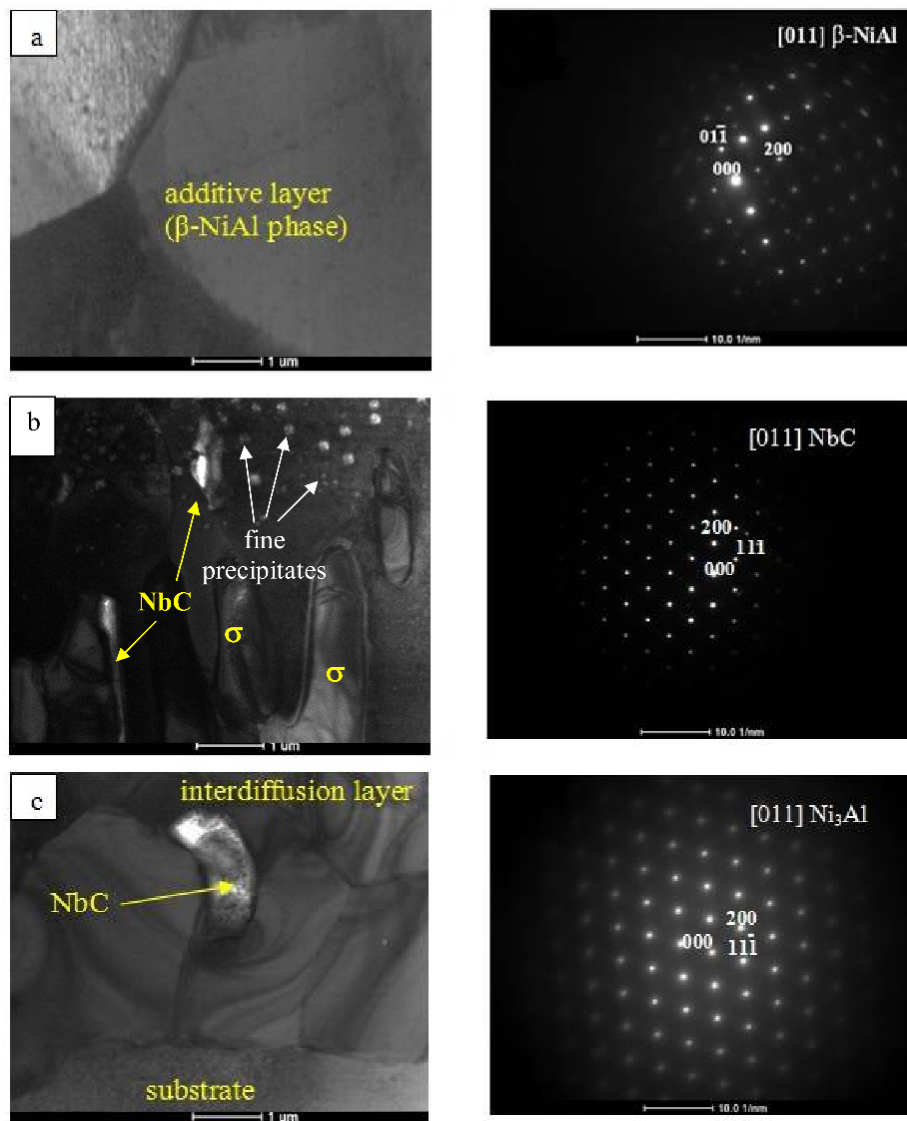 a
additive layer
(β-NiAl phase)
1 um
[011] β-NiAl
011̄
200
000
10.0 1/nm
b
fine
precipitates
NbC
σ
σ
1 um
[011] NbC
200
111̄
000
10.0 1/nm
c
interdiffusion layer
NbC
substrate
1 um
[011] Ni₃Al
200
000
111̄
10.0 1/nm